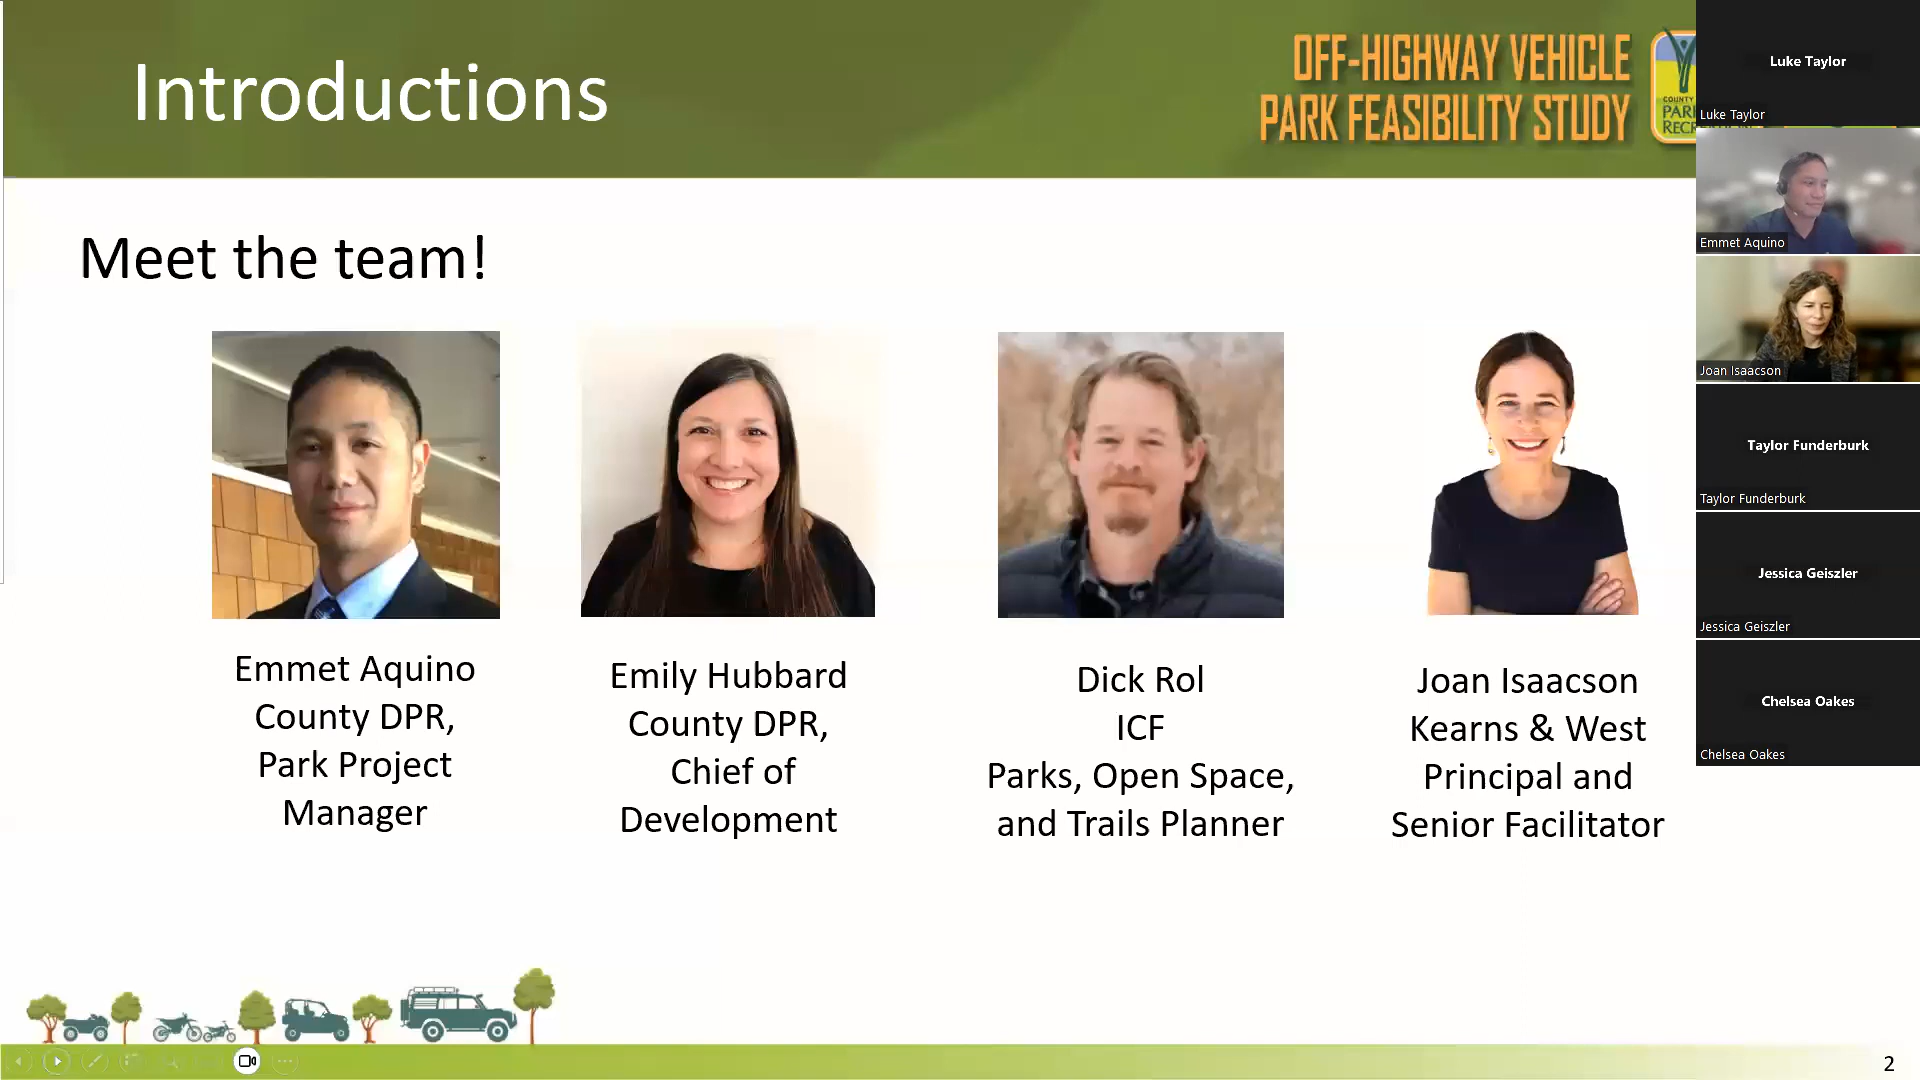 Introductions
OFF-HIGHWAY VEHICLE
PARK FEASIBILITY STUDY
COUNTY
Meet the team!
Emmet Aquino
County DPR,
Park Project
Manager
Emily Hubbard
County DPR,
Chief of
Development
Dick Rol
ICF
Parks, Open Space,
and Trails Planner
Joan Isaacson
Kearns & West
Principal and
Senior Facilitator
Luke Taylor
Luke Taylor
Emmet Aquino
Joan Isaacson
Taylor Funderburk
Taylor Funderburk
Jessica Geiszler
Jessica Geiszler
Chelsea Oakes
Chelsea Oakes
2